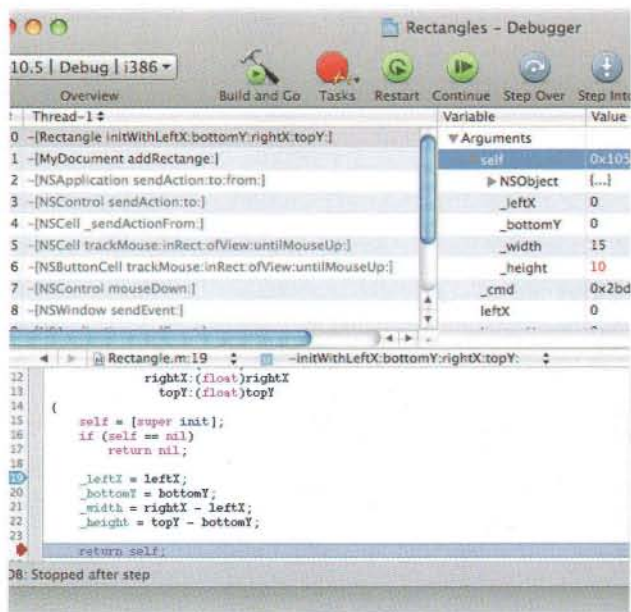 Rectangles - Debugger
10.5 | Debug | i386
Overview Build and Go Tasks Restart Continue Step Over Step Into
Thread-1
0 -[Rectangle initWithLeftX:bottomY:rightX:topY:]
1 -[MyDocument addRectange:]
2 -[NSApplication sendAction:to:from:]
3 -[NSControl sendAction:to:]
4 -[NSCell _sendActionFrom:]
5 -[NSCell trackMouse:inRect:ofView:untilMouseUp:]
6 -[NSButtonCell trackMouse:inRect:ofView:untilMouseUp:]
7 -[NSControl mouseDown:]
8 -[NSWindow sendEvent:]
Variable Value
Arguments
self 0x105
NSObject {...}
_leftX 0
_bottomY 0
_width 15
_height 10
_cmd 0x2bd
leftX 0
Rectangle.m:19 -initWithLeftX:bottomY:rightX:topY:
12 rightX:(float)rightX
13 topY:(float)topY
14 {
15 self = [super init];
16 if (self == nil)
17 return nil;
18
19 _leftX = leftX;
20 _bottomY = bottomY;
21 _width = rightX - leftX;
22 _height = topY - bottomY;
23
return self;
DB: Stopped after step